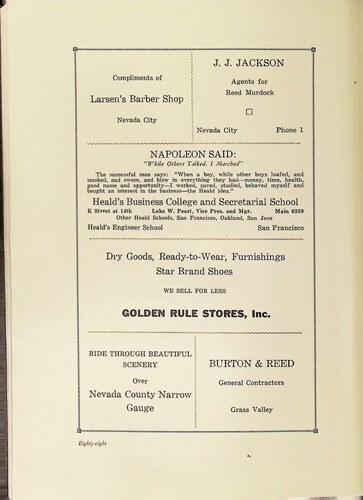 Compliments of
Larsen's Barber Shop
Nevada City
J. J. JACKSON
Agents for
Reed Murdock
Nevada City Phone 1
NAPOLEON SAID:
"While Others Talked, I Marched"
The successful man says: "When a boy, while other boys loafed, and
smoked, and swore, and blew in everything they had—money, time, health,
good name and opportunity—I worked, saved, studied, behaved myself and
bought an interest in the business—the Heald idea."
Heald's Business College and Secretarial School
K Street at 14th Luke W. Peart, Vice Pres. and Mgr. Main 6339
Other Heald Schools, San Francisco, Oakland, San Jose
Heald's Engineer School San Francisco
Dry Goods, Ready-to-Wear, Furnishings
Star Brand Shoes
WE SELL FOR LESS
GOLDEN RULE STORES, Inc.
RIDE THROUGH BEAUTIFUL
SCENERY
Over
Nevada County Narrow
Gauge
BURTON & REED
General Contractors
Grass Valley
Eighty-eight